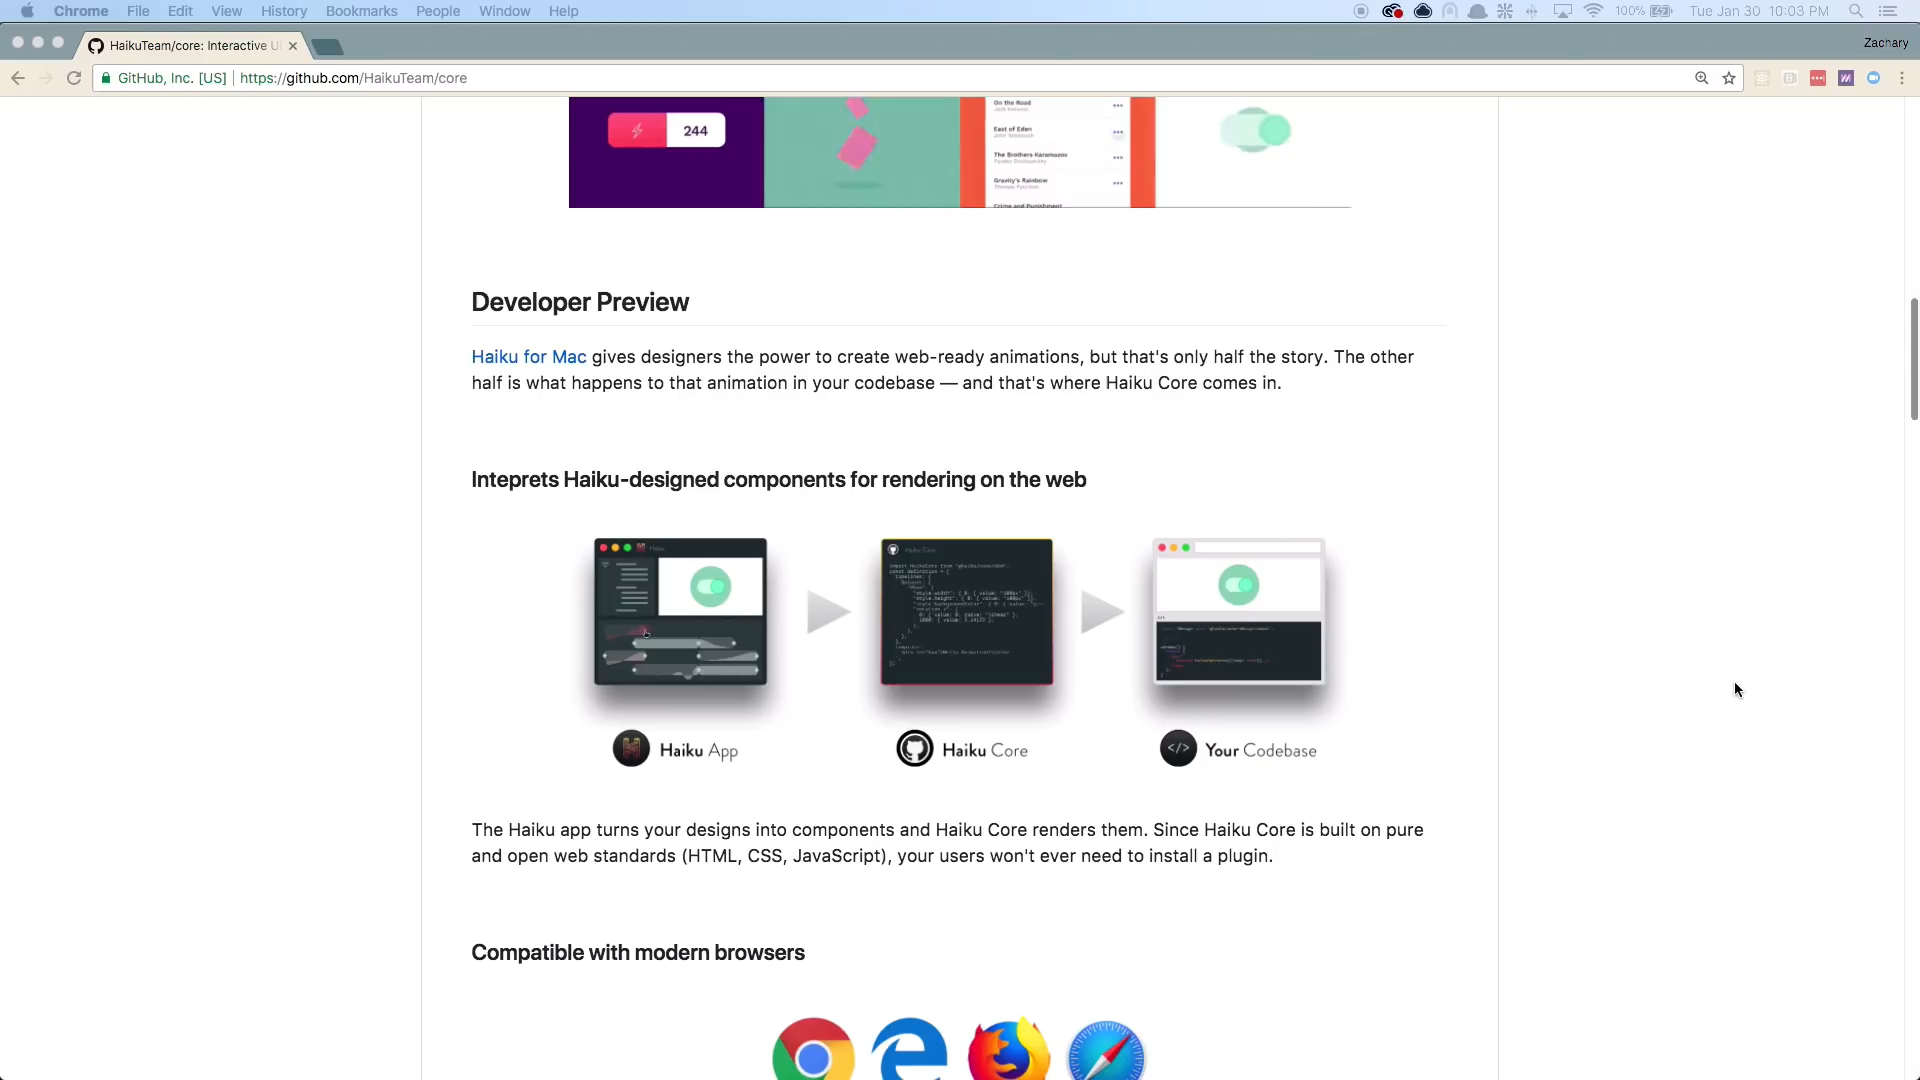 Chrome File Edit View History Bookmarks People Window Help 100% Tue Jan 30 10:03 PM
HaikuTeam/core: Interactive U Zachary
GitHub, Inc. [US] https://github.com/HaikuTeam/core
244
On the Road
East of Eden
The Brothers Karamazov
Gravity's Rainbow
Crime and Punishment
Developer Preview
Haiku for Mac gives designers the power to create web-ready animations, but that's only half the story. The other
half is what happens to that animation in your codebase — and that's where Haiku Core comes in.
Inteprets Haiku-designed components for rendering on the web
Haiku Core
Haiku App
Haiku Core
</> Your Codebase
The Haiku app turns your designs into components and Haiku Core renders them. Since Haiku Core is built on pure
and open web standards (HTML, CSS, JavaScript), your users won't ever need to install a plugin.
Compatible with modern browsers